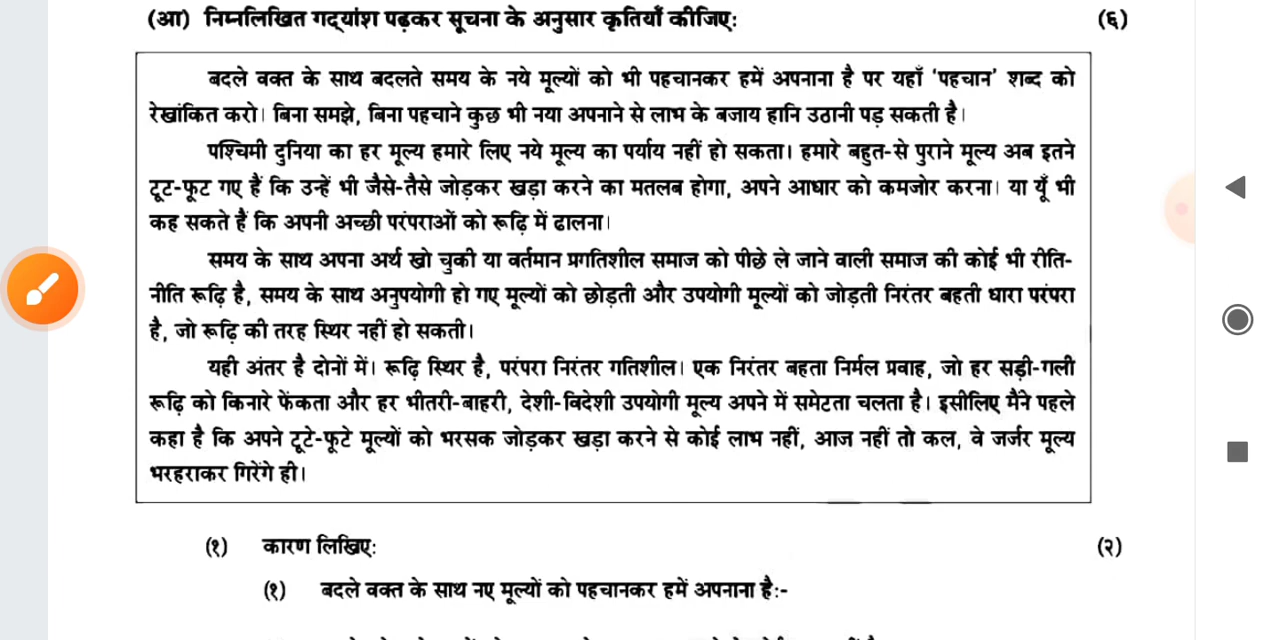 (आ) निम्नलिखित गद्यांश पढ़कर सूचना के अनुसार कृतियाँ कीजिए: (६)
बदले वक्त के साथ बदलते समय के नये मूल्यों को भी पहचानकर हमें अपनाना है पर यहाँ 'पहचान' शब्द को
रेखांकित करो। बिना समझे, बिना पहचाने कुछ भी नया अपनाने से लाभ के बजाय हानि उठानी पड़ सकती है।
पश्चिमी दुनिया का हर मूल्य हमारे लिए नये मूल्य का पर्याय नहीं हो सकता। हमारे बहुत-से पुराने मूल्य अब इतने
टूट-फूट गए हैं कि उन्हें भी जैसे-तैसे जोड़कर खड़ा करने का मतलब होगा, अपने आधार को कमजोर करना। या यूँ भी
कह सकते हैं कि अपनी अच्छी परंपराओं को रूढ़ि में ढालना।
समय के साथ अपना अर्थ खो चुकी या वर्तमान प्रगतिशील समाज को पीछे ले जाने वाली समाज की कोई भी रीति-
नीति रूढ़ि है, समय के साथ अनुपयोगी हो गए मूल्यों को छोड़ती और उपयोगी मूल्यों को जोड़ती निरंतर बहती धारा परंपरा
है, जो रूढ़ि की तरह स्थिर नहीं हो सकती।
यही अंतर है दोनों में। रूढ़ि स्थिर है, परंपरा निरंतर गतिशील। एक निरंतर बहता निर्मल प्रवाह, जो हर सड़ी-गली
रूढ़ि को किनारे फेंकता और हर भीतरी-बाहरी, देशी-विदेशी उपयोगी मूल्य अपने में समेटता चलता है। इसीलिए मैंने पहले
कहा है कि अपने टूटे-फूटे मूल्यों को भरसक जोड़कर खड़ा करने से कोई लाभ नहीं, आज नहीं तो कल, वे जर्जर मूल्य
भरहराकर गिरेंगे ही।
(१) कारण लिखिए: (२)
(१) बदले वक्त के साथ नए मूल्यों को पहचानकर हमें अपनाना है:-